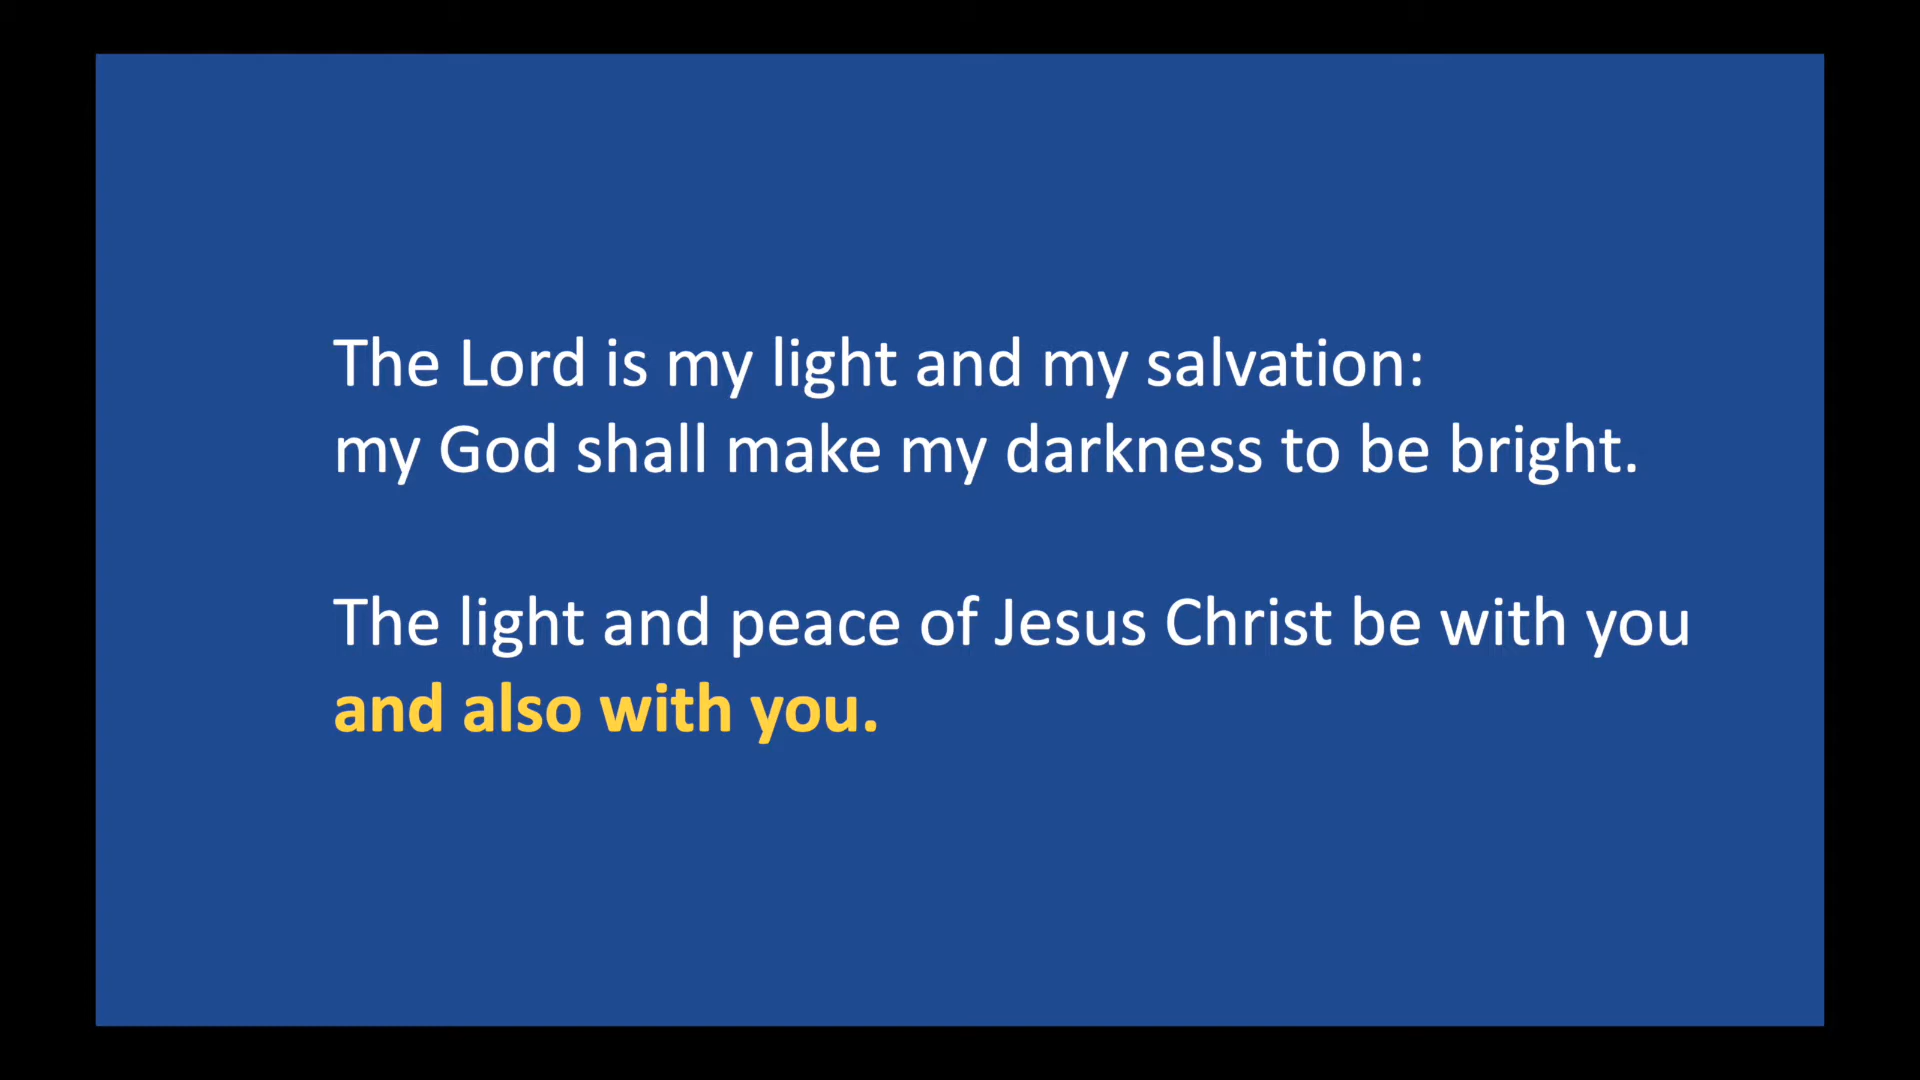 The Lord is my light and my salvation:
my God shall make my darkness to be bright.
The light and peace of Jesus Christ be with you
and also with you.